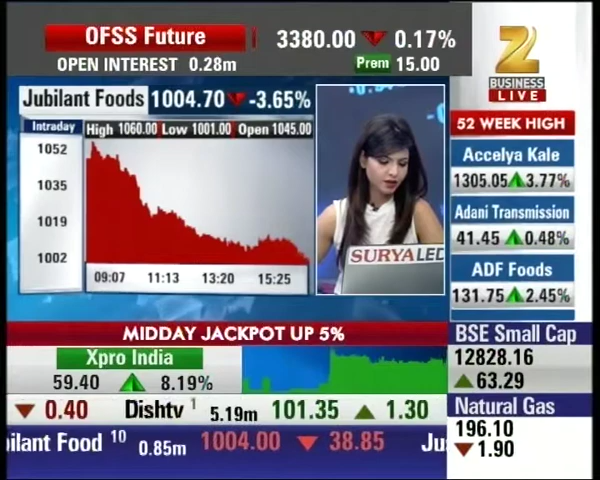 OFSS Future 3380.00 0.17%
OPEN INTEREST 0.28m Prem 15.00
Z
BUSINESS
LIVE
Jubilant Foods 1004.70 -3.65%
Intraday High 1060.00 Low 1001.00 Open 1045.00
1052
1035
1019
1002
09:07 11:13 13:20 15:25
SURYA LED
52 WEEK HIGH
Accelya Kale
1305.05 3.77%
Adani Transmission
41.45 0.48%
ADF Foods
131.75 2.45%
MIDDAY JACKPOT UP 5%
Xpro India
59.40 8.19%
BSE Small Cap
12828.16
63.29
Natural Gas
196.10
1.90
0.40 Dishtv 1 5.19m 101.35 1.30
ilant Food 10 0.85m 1004.00 38.85 Ju